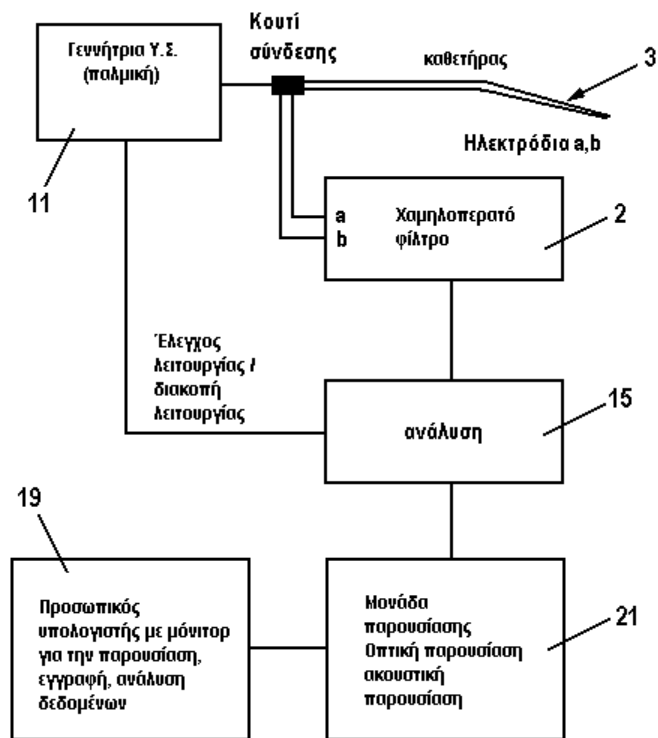 Γεννήτρια Υ.Σ.
(παλμική)
Κουτί
σύνδεσης
καθετήρας
3
Ηλεκτρόδια a,b
11
a
b
Χαμηλοπερατό
φίλτρο
2
Έλεγχος
λειτουργίας /
διακοπή
λειτουργίας
ανάλυση
15
19
Προσωπικός
υπολογιστής με μόνιτορ
για την παρουσίαση,
εγγραφή, ανάλυση
δεδομένων
Μονάδα
παρουσίασης
Οπτική παρουσίαση
ακουστική
παρουσίαση
21